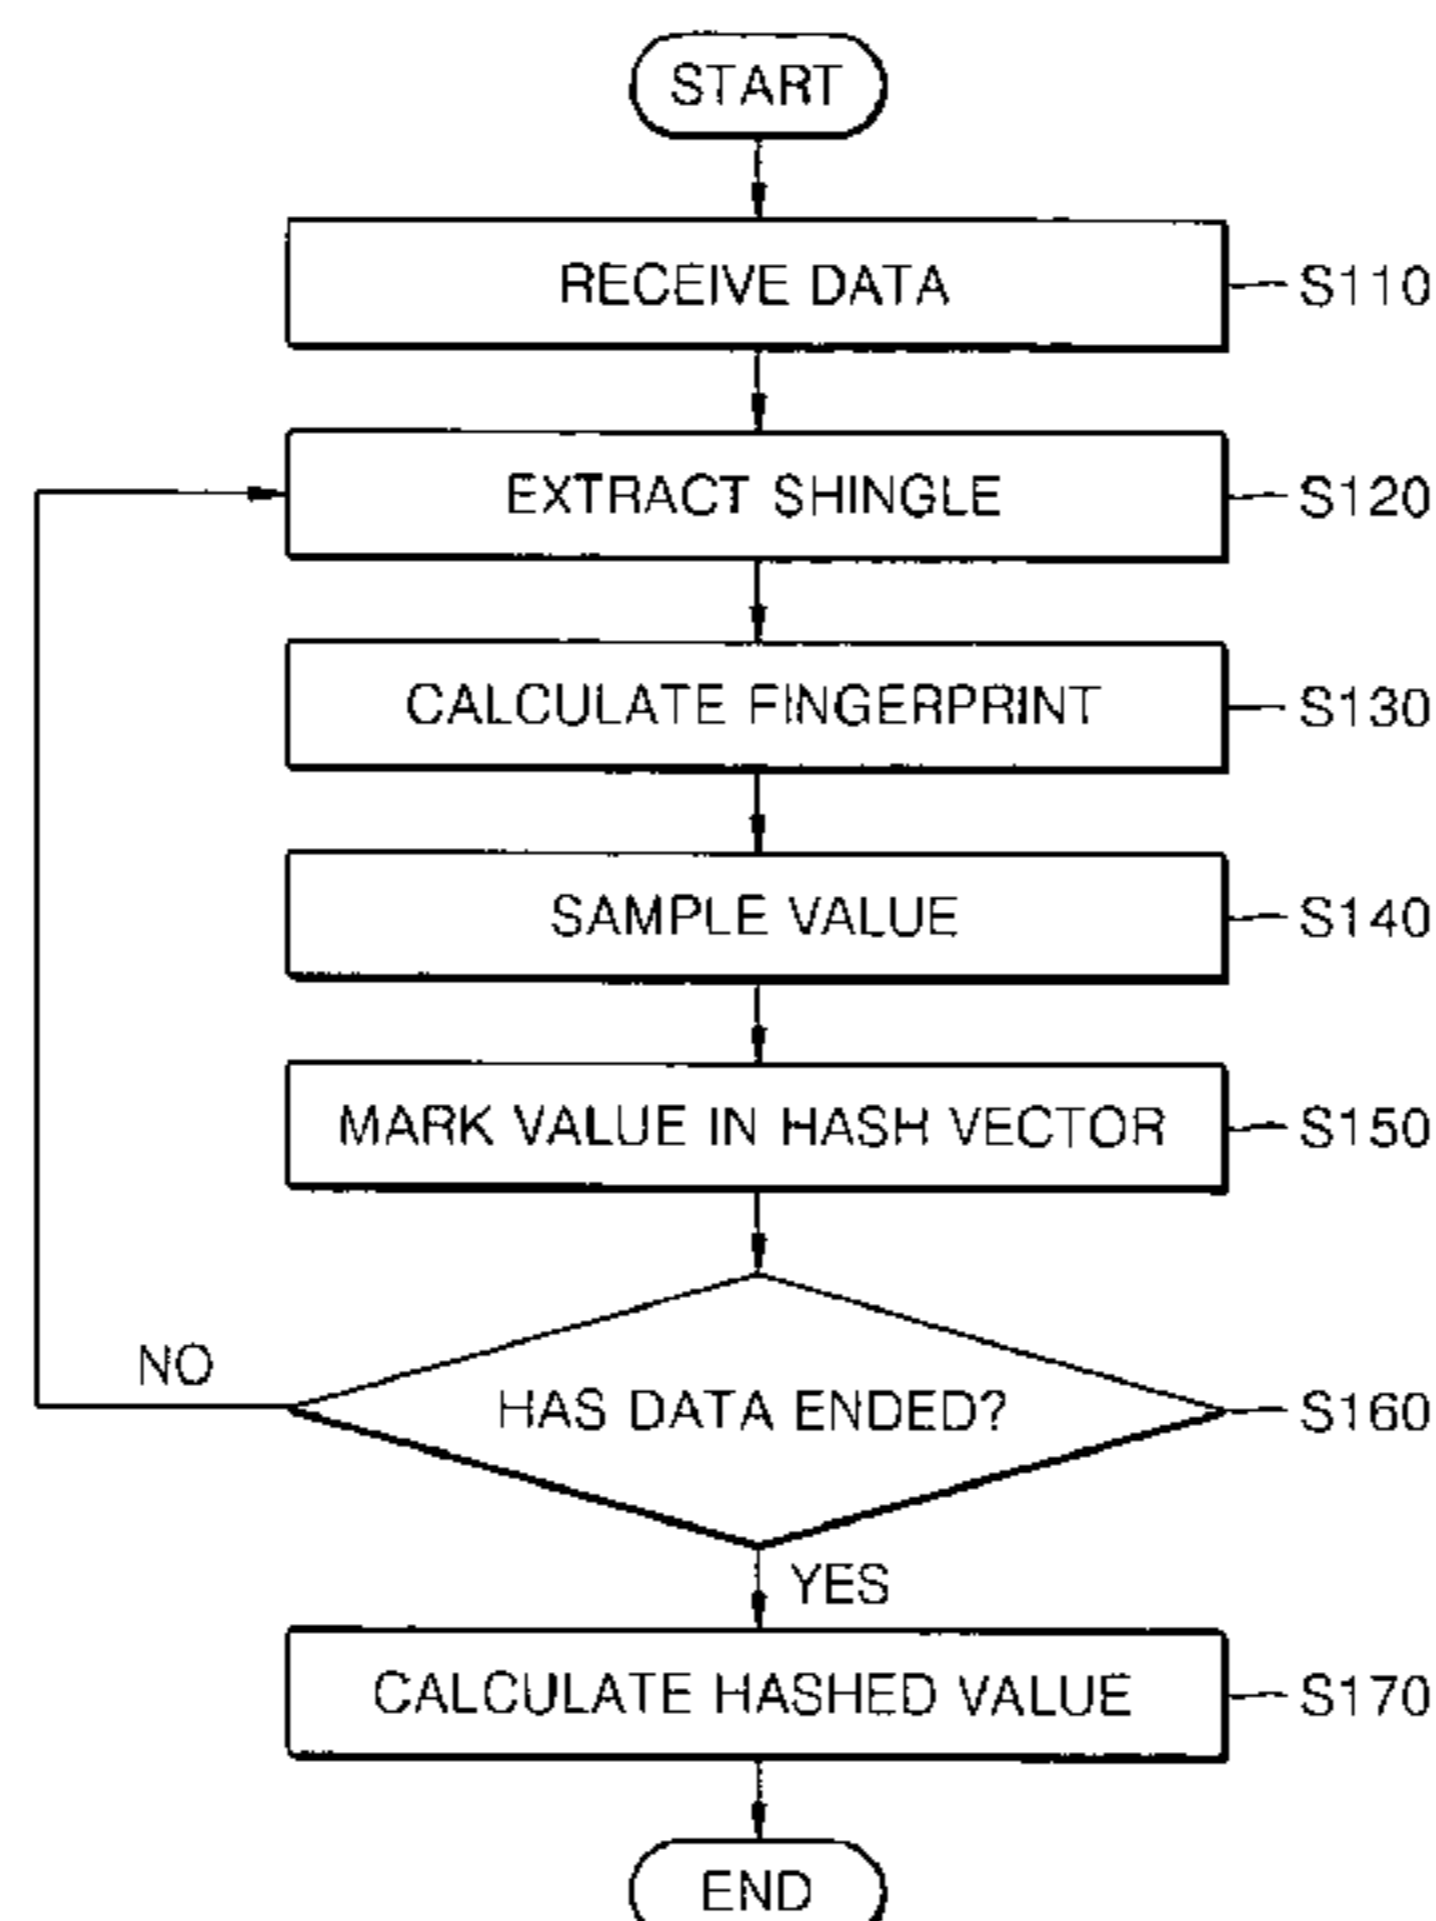 START
RECEIVE DATA
S110
EXTRACT SHINGLE
S120
CALCULATE FINGERPRINT
S130
SAMPLE VALUE
S140
MARK VALUE IN HASH VECTOR
S150
HAS DATA ENDED?
S160
NO
YES
CALCULATE HASHED VALUE
S170
END